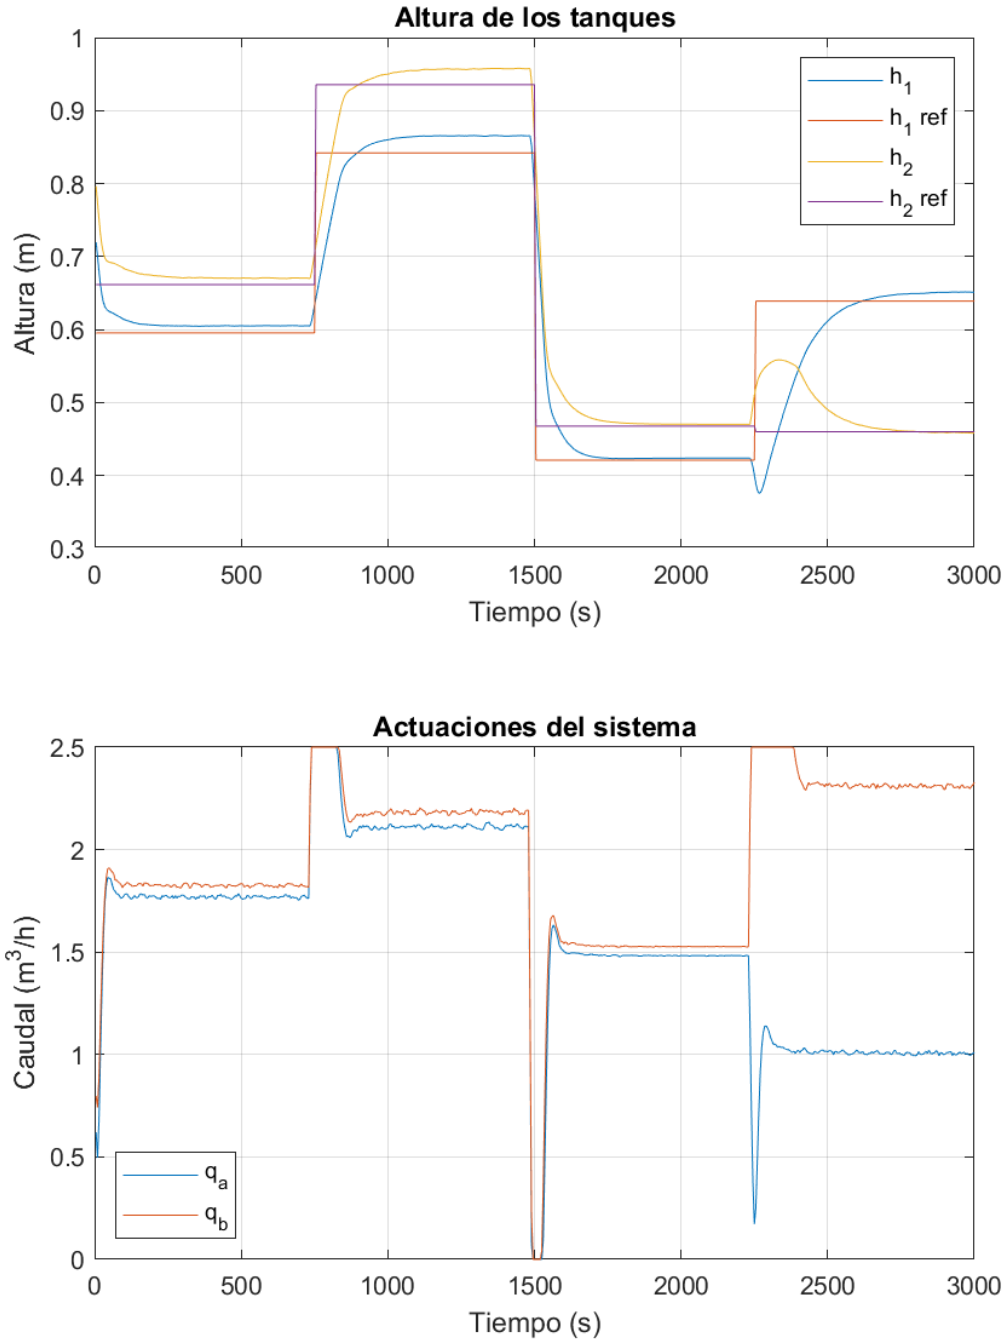 Altura de los tanques
1
0.9
0.8
0.7
0.6
0.5
0.4
0.3
Altura (m)
h1
h1 ref
h2
h2 ref
0 500 1000 1500 2000 2500 3000
Tiempo (s)
Actuaciones del sistema
2.5
2
1.5
1
0.5
0
Caudal (m³/h)
qa
qb
0 500 1000 1500 2000 2500 3000
Tiempo (s)